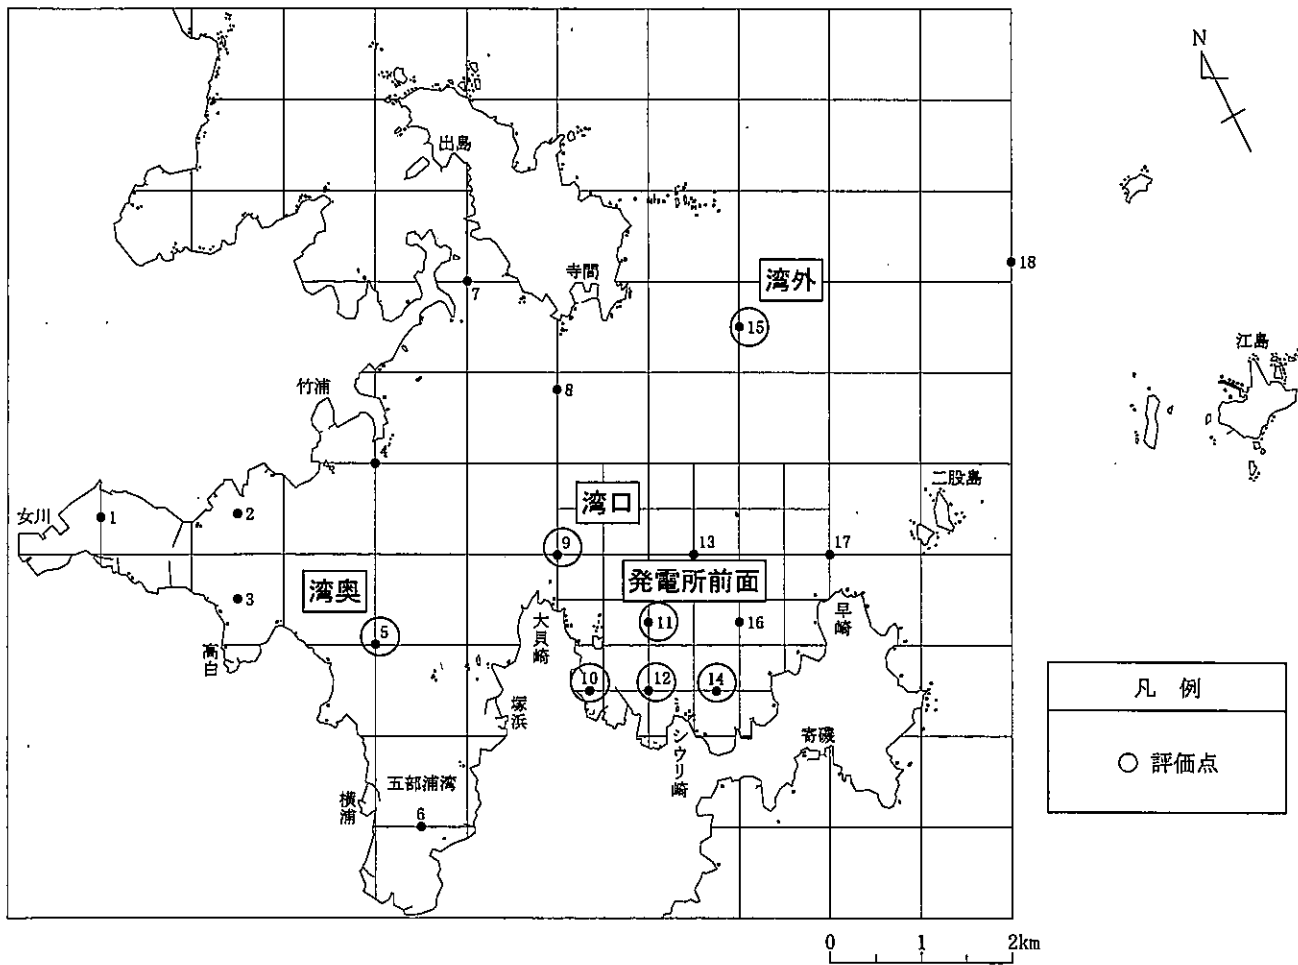 N
出島
寺間
湾外
18
7
15
江島
竹浦
8
4
二股島
女川
1
2
湾口
9
13
17
発電所前面
湾奥
3
5
大貝崎
11
16
早崎
高白
10
12
14
塚浜
シウリ崎
寄磯
凡 例
○ 評価点
五部浦湾
横浦
6
0 1 2km